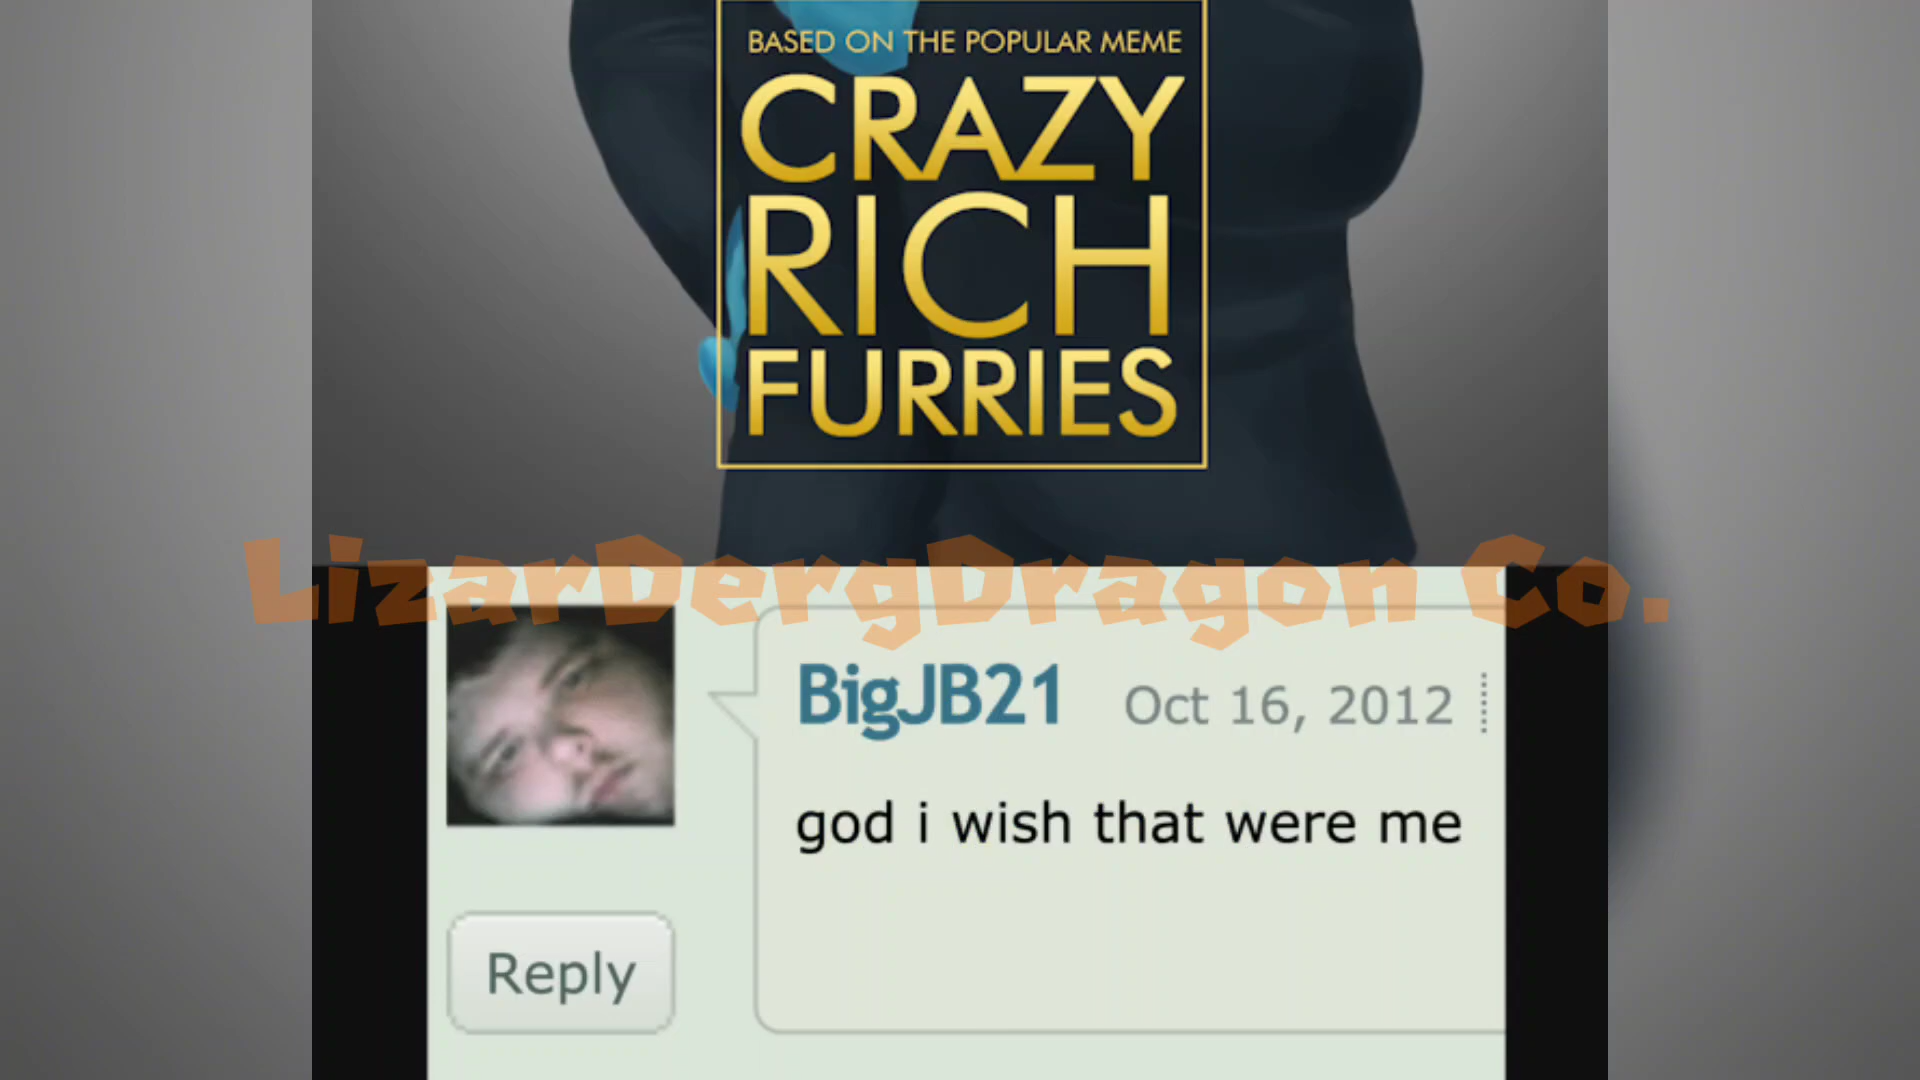 BASED ON THE POPULAR MEME
CRAZY
RICH
FURRIES
LizarDergDragon Co.
BigJB21 Oct 16, 2012
god i wish that were me
Reply